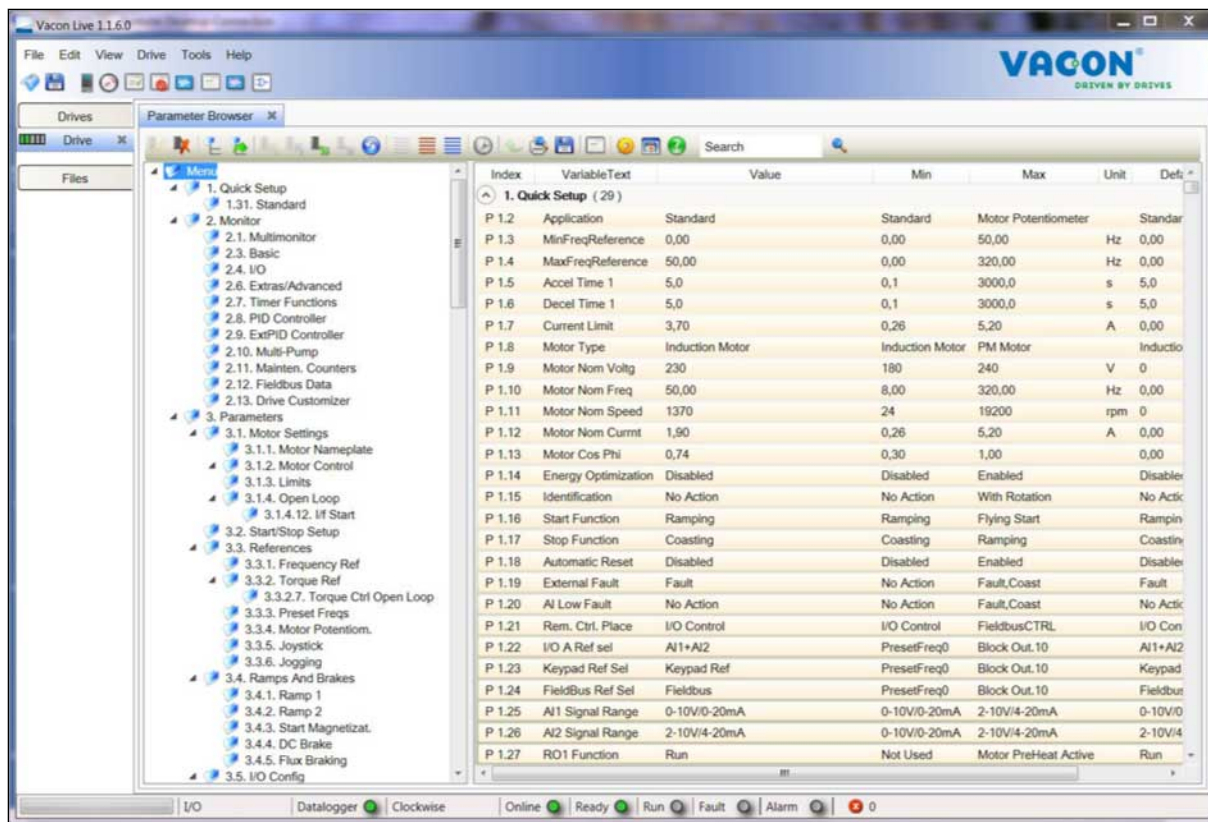 Vacon Live 1.1.6.0
File Edit View Drive Tools Help
VACON®
DRIVEN BY DRIVES
Drives
Drive
Files
Parameter Browser
Search
Menu
1. Quick Setup
1.31. Standard
2. Monitor
2.1. Multimonitor
2.3. Basic
2.4. I/O
2.6. Extras/Advanced
2.7. Timer Functions
2.8. PID Controller
2.9. ExtPID Controller
2.10. Multi-Pump
2.11. Mainten. Counters
2.12. Fieldbus Data
2.13. Drive Customizer
3. Parameters
3.1. Motor Settings
3.1.1. Motor Nameplate
3.1.2. Motor Control
3.1.3. Limits
3.1.4. Open Loop
3.1.4.12. I/f Start
3.2. Start/Stop Setup
3.3. References
3.3.1. Frequency Ref
3.3.2. Torque Ref
3.3.2.7. Torque Ctrl Open Loop
3.3.3. Preset Freqs
3.3.4. Motor Potentiom.
3.3.5. Joystick
3.3.6. Jogging
3.4. Ramps And Brakes
3.4.1. Ramp 1
3.4.2. Ramp 2
3.4.3. Start Magnetizat.
3.4.4. DC Brake
3.4.5. Flux Braking
3.5. I/O Config
Index VariableText Value Min Max Unit Defa
1. Quick Setup (29)
P 1.2 Application Standard Standard Motor Potentiometer Standar
P 1.3 MinFreqReference 0,00 0,00 50,00 Hz 0,00
P 1.4 MaxFreqReference 50,00 0,00 320,00 Hz 0,00
P 1.5 Accel Time 1 5,0 0,1 3000,0 s 5,0
P 1.6 Decel Time 1 5,0 0,1 3000,0 s 5,0
P 1.7 Current Limit 3,70 0,26 5,20 A 0,00
P 1.8 Motor Type Induction Motor Induction Motor PM Motor Inductio
P 1.9 Motor Nom Voltg 230 180 240 V 0
P 1.10 Motor Nom Freq 50,00 8,00 320,00 Hz 0,00
P 1.11 Motor Nom Speed 1370 24 19200 rpm 0
P 1.12 Motor Nom Currnt 1,90 0,26 5,20 A 0,00
P 1.13 Motor Cos Phi 0,74 0,30 1,00 0,00
P 1.14 Energy Optimization Disabled Disabled Enabled Disabled
P 1.15 Identification No Action No Action With Rotation No Actic
P 1.16 Start Function Ramping Ramping Flying Start Rampin
P 1.17 Stop Function Coasting Coasting Ramping Coasting
P 1.18 Automatic Reset Disabled Disabled Enabled Disabled
P 1.19 External Fault Fault No Action Fault,Coast Fault
P 1.20 AI Low Fault No Action No Action Fault,Coast No Actic
P 1.21 Rem. Ctrl. Place I/O Control I/O Control FieldbusCTRL I/O Con
P 1.22 I/O A Ref sel AI1+AI2 PresetFreq0 Block Out.10 AI1+AI2
P 1.23 Keypad Ref Sel Keypad Ref PresetFreq0 Block Out.10 Keypad
P 1.24 FieldBus Ref Sel Fieldbus PresetFreq0 Block Out.10 Fieldbus
P 1.25 AI1 Signal Range 0-10V/0-20mA 0-10V/0-20mA 2-10V/4-20mA 0-10V/0
P 1.26 AI2 Signal Range 2-10V/4-20mA 0-10V/0-20mA 2-10V/4-20mA 2-10V/4
P 1.27 RO1 Function Run Not Used Motor PreHeat Active Run
I/O Datalogger Clockwise Online Ready Run Fault Alarm 0